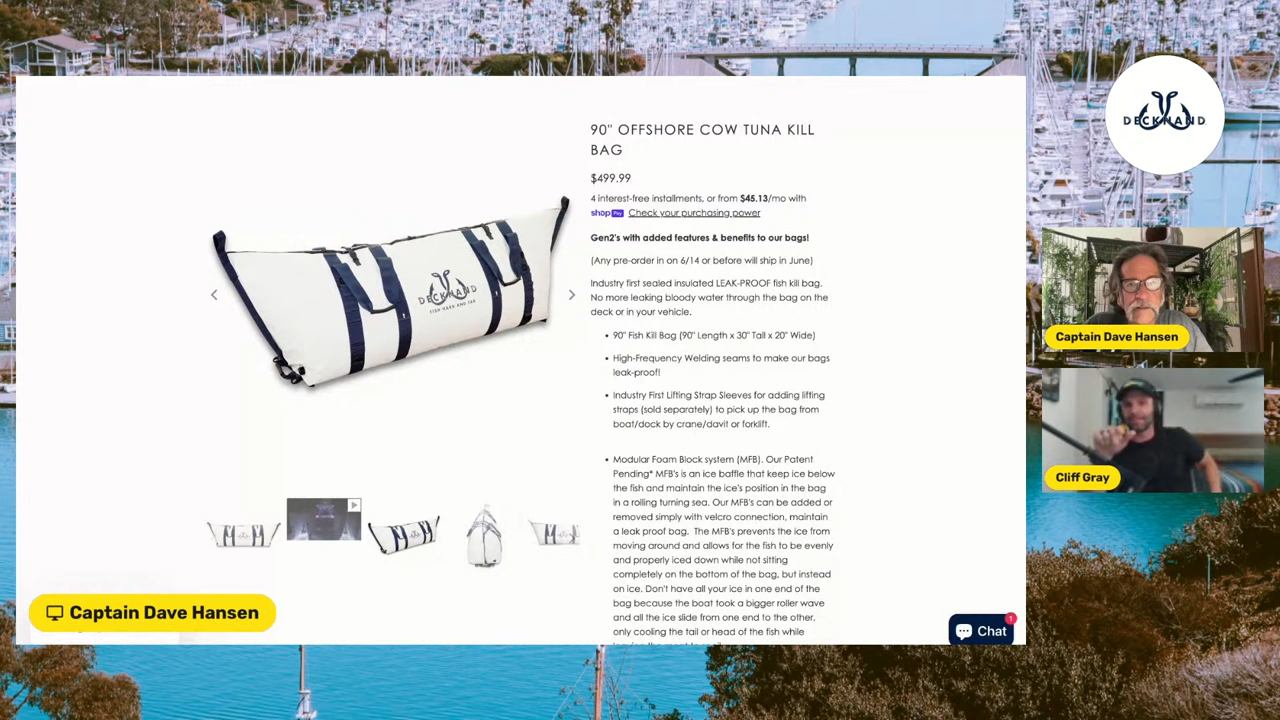 90" OFFSHORE COW TUNA KILL
BAG
$499.99
4 interest-free installments, or from $45.13/mo with
shop Pay Check your purchasing power
Gen2's with added features & benefits to our bags!
(Any pre-order in on 6/14 or before will ship in June)
Industry first sealed insulated LEAK-PROOF fish kill bag.
No more leaking bloody water through the bag on the
deck or in your vehicle.
• 90" Fish Kill Bag (90" Length x 30" Tall x 20" Wide)
• High-Frequency Welding seams to make our bags
leak-proof!
• Industry First Lifting Strap Sleeves for adding lifting
straps (sold separately) to pick up the bag from
boat/dock by crane/davit or forklift.
• Modular Foam Block system (MFB). Our Patent
Pending* MFB's is an ice baffle that keep ice below
the fish and maintain the ice's position in the bag
in a rolling turning sea. Our MFB's can be added or
removed simply with velcro connection, maintain
a leak proof bag. The MFB's prevents the ice from
moving around and allows for the fish to be evenly
and properly iced down while not sitting
completely on the bottom of the bag, but instead
on ice. Don't have all your ice in one end of the
bag because the boat took a bigger roller wave
and all the ice slide from one end to the other,
only cooling the tail or head of the fish while
DECKHAND
FISH HARD AND FAR
Captain Dave Hansen
Chat
1
DECKHAND
Captain Dave Hansen
Cliff Gray